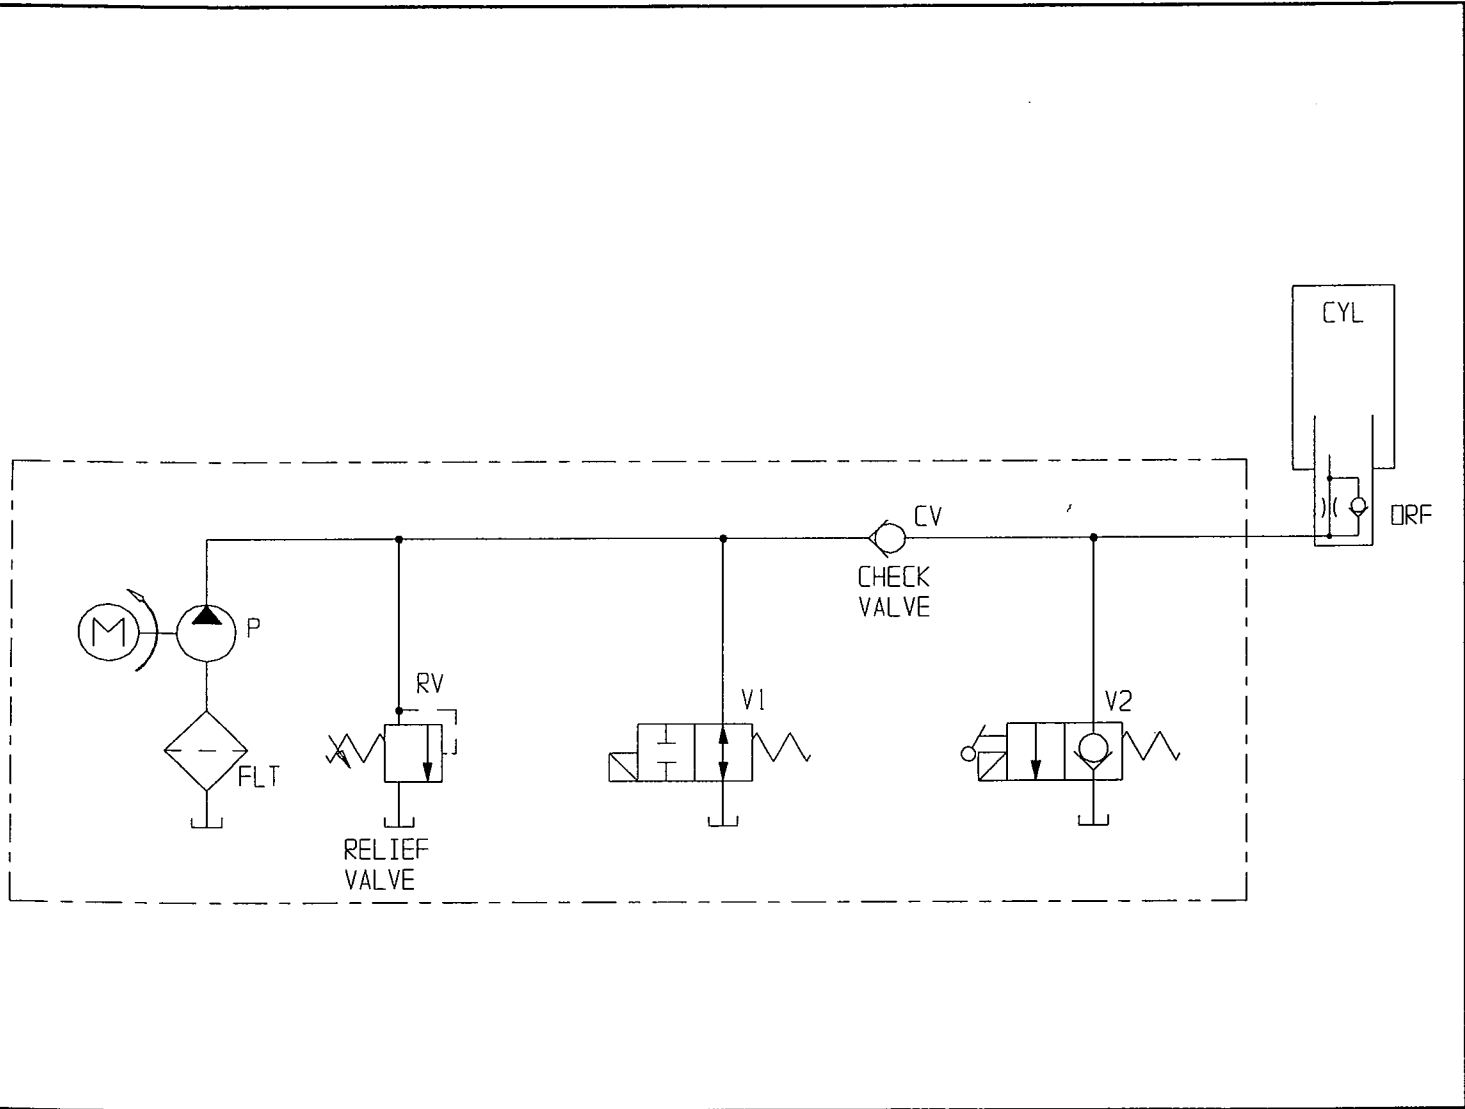 CYL
ORF
CV
CHECK
VALVE
M
P
RV
V1
V2
FLT
RELIEF
VALVE